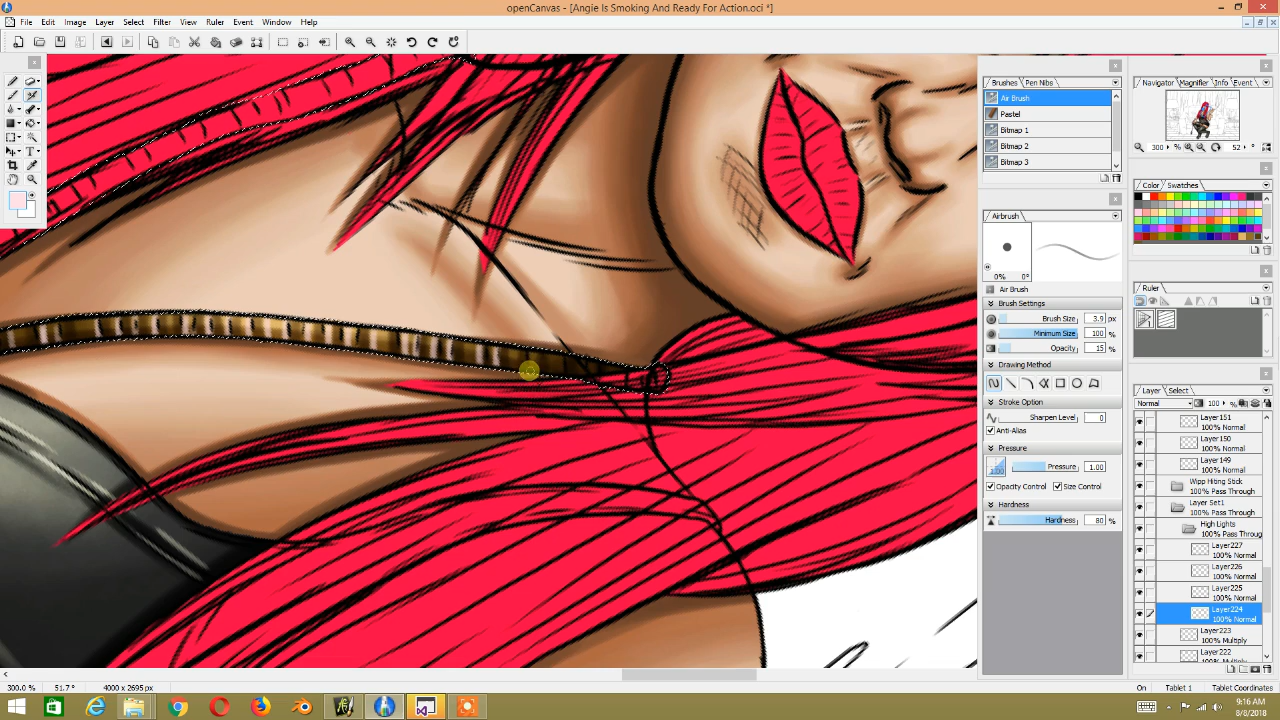 openCanvas - [Angie Is Smoking And Ready For Action.oci *]
File Edit Image Layer Select Filter View Ruler Event Window Help
Brushes Pen Nibs
Air Brush
Pastel
Bitmap 1
Bitmap 2
Bitmap 3
Airbrush
0% 0°
Air Brush
Brush Settings
Brush Size: 3.9 px
Minimum Size: 100 %
Opacity: 15 %
Drawing Method
Stroke Option
Sharpen Level: 0
Anti-Alias
Pressure
Pressure: 1.00
Opacity Control Size Control
Hardness
Hardness: 80 %
Navigator Magnifier Info Event
300 % 52 °
Color Swatches
Ruler
Layer Select
Normal 100 %
Layer151
100% Normal
Layer150
100% Normal
Layer149
100% Normal
Wipp Hiting Stick
100% Pass Through
Layer Set1
100% Pass Through
High Lights
100% Pass Throug
Layer227
100% Normal
Layer226
100% Normal
Layer225
100% Normal
Layer224
100% Normal
Layer223
100% Multiply
Layer222
100% Multiply
300.0 % 51.7 ° 4000 x 2695 px
On Tablet 1 Tablet Coordinates
9:16 AM
8/8/2018